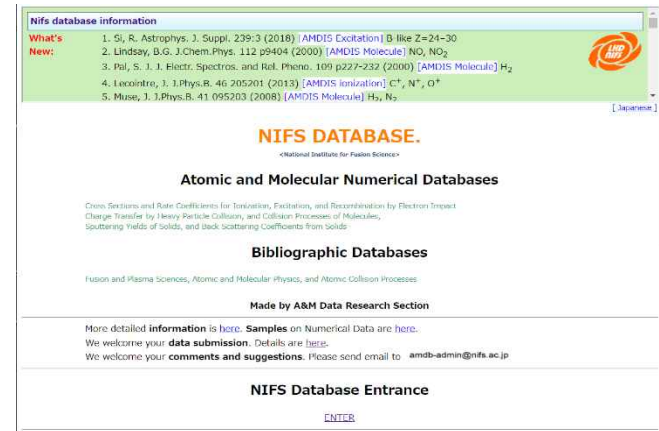 Nifs database information
What's New:
1. Si, R. Astrophys. J. Suppl. 239:3 (2018) [AMDIS Excitation] B-like Z=24-30
2. Lindsay, B.G. J.Chem.Phys. 112 p9404 (2000) [AMDIS Molecule] NO, NO2
3. Pal, S. J. J. Electr. Spectros. and Rel. Pheno. 109 p227-232 (2000) [AMDIS Molecule] H2
4. Lecointre, J. J.Phys.B. 46 205201 (2013) [AMDIS ionization] C+, N+, O+
5. Muse, J. J.Phys.B. 41 095203 (2008) [AMDIS Molecule] H2, N2
LHD
NIFS
[ Japanese ]
NIFS DATABASE.
<National Institute for Fusion Science>
Atomic and Molecular Numerical Databases
Cross Sections and Rate Coefficients for Ionization, Excitation, and Recombination by Electron Impact
Charge Transfer by Heavy Particle Collision, and Collision Processes of Molecules,
Sputtering Yields of Solids, and Back Scattering Coefficients from Solids
Bibliographic Databases
Fusion and Plasma Sciences, Atomic and Molecular Physics, and Atomic Collision Processes
Made by A&M Data Research Section
More detailed information is here. Samples on Numerical Data are here.
We welcome your data submission. Details are here.
We welcome your comments and suggestions. Please send email to amdb-admin@nifs.ac.jp
NIFS Database Entrance
ENTER